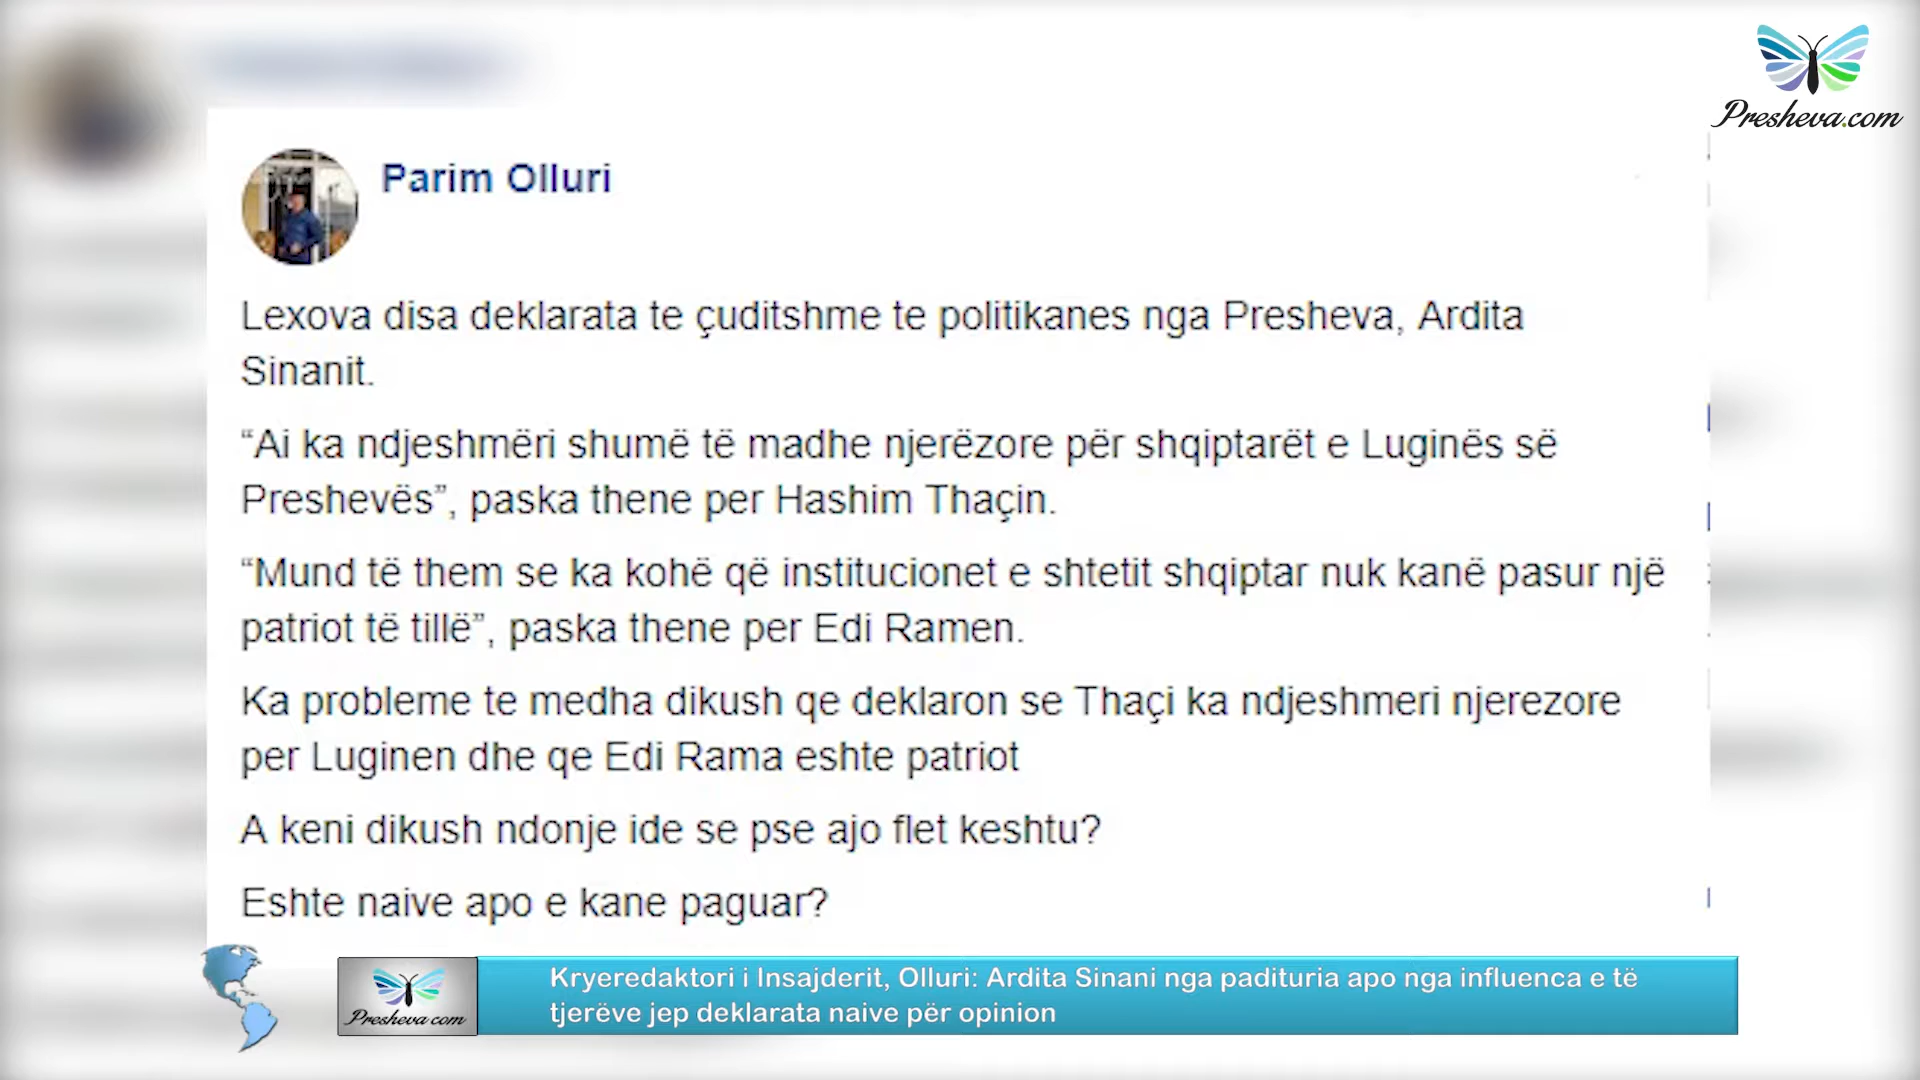 Presheva.com
Parim Olluri
Lexova disa deklarata te çuditshme te politikanes nga Presheva, Ardita
Sinanit.
“Ai ka ndjeshmëri shumë të madhe njerëzore për shqiptarët e Luginës së
Preshevës”, paska thene per Hashim Thaçin.
“Mund të them se ka kohë që institucionet e shtetit shqiptar nuk kanë pasur një
patriot të tillë”, paska thene per Edi Ramen.
Ka probleme te medha dikush qe deklaron se Thaçi ka ndjeshmeri njerezore
per Luginen dhe qe Edi Rama eshte patriot
A keni dikush ndonje ide se pse ajo flet keshtu?
Eshte naive apo e kane paguar?
Presheva.com
Kryeredaktori i Insajderit, Olluri: Ardita Sinani nga padituria apo nga influenca e të
tjerëve jep deklarata naive për opinion